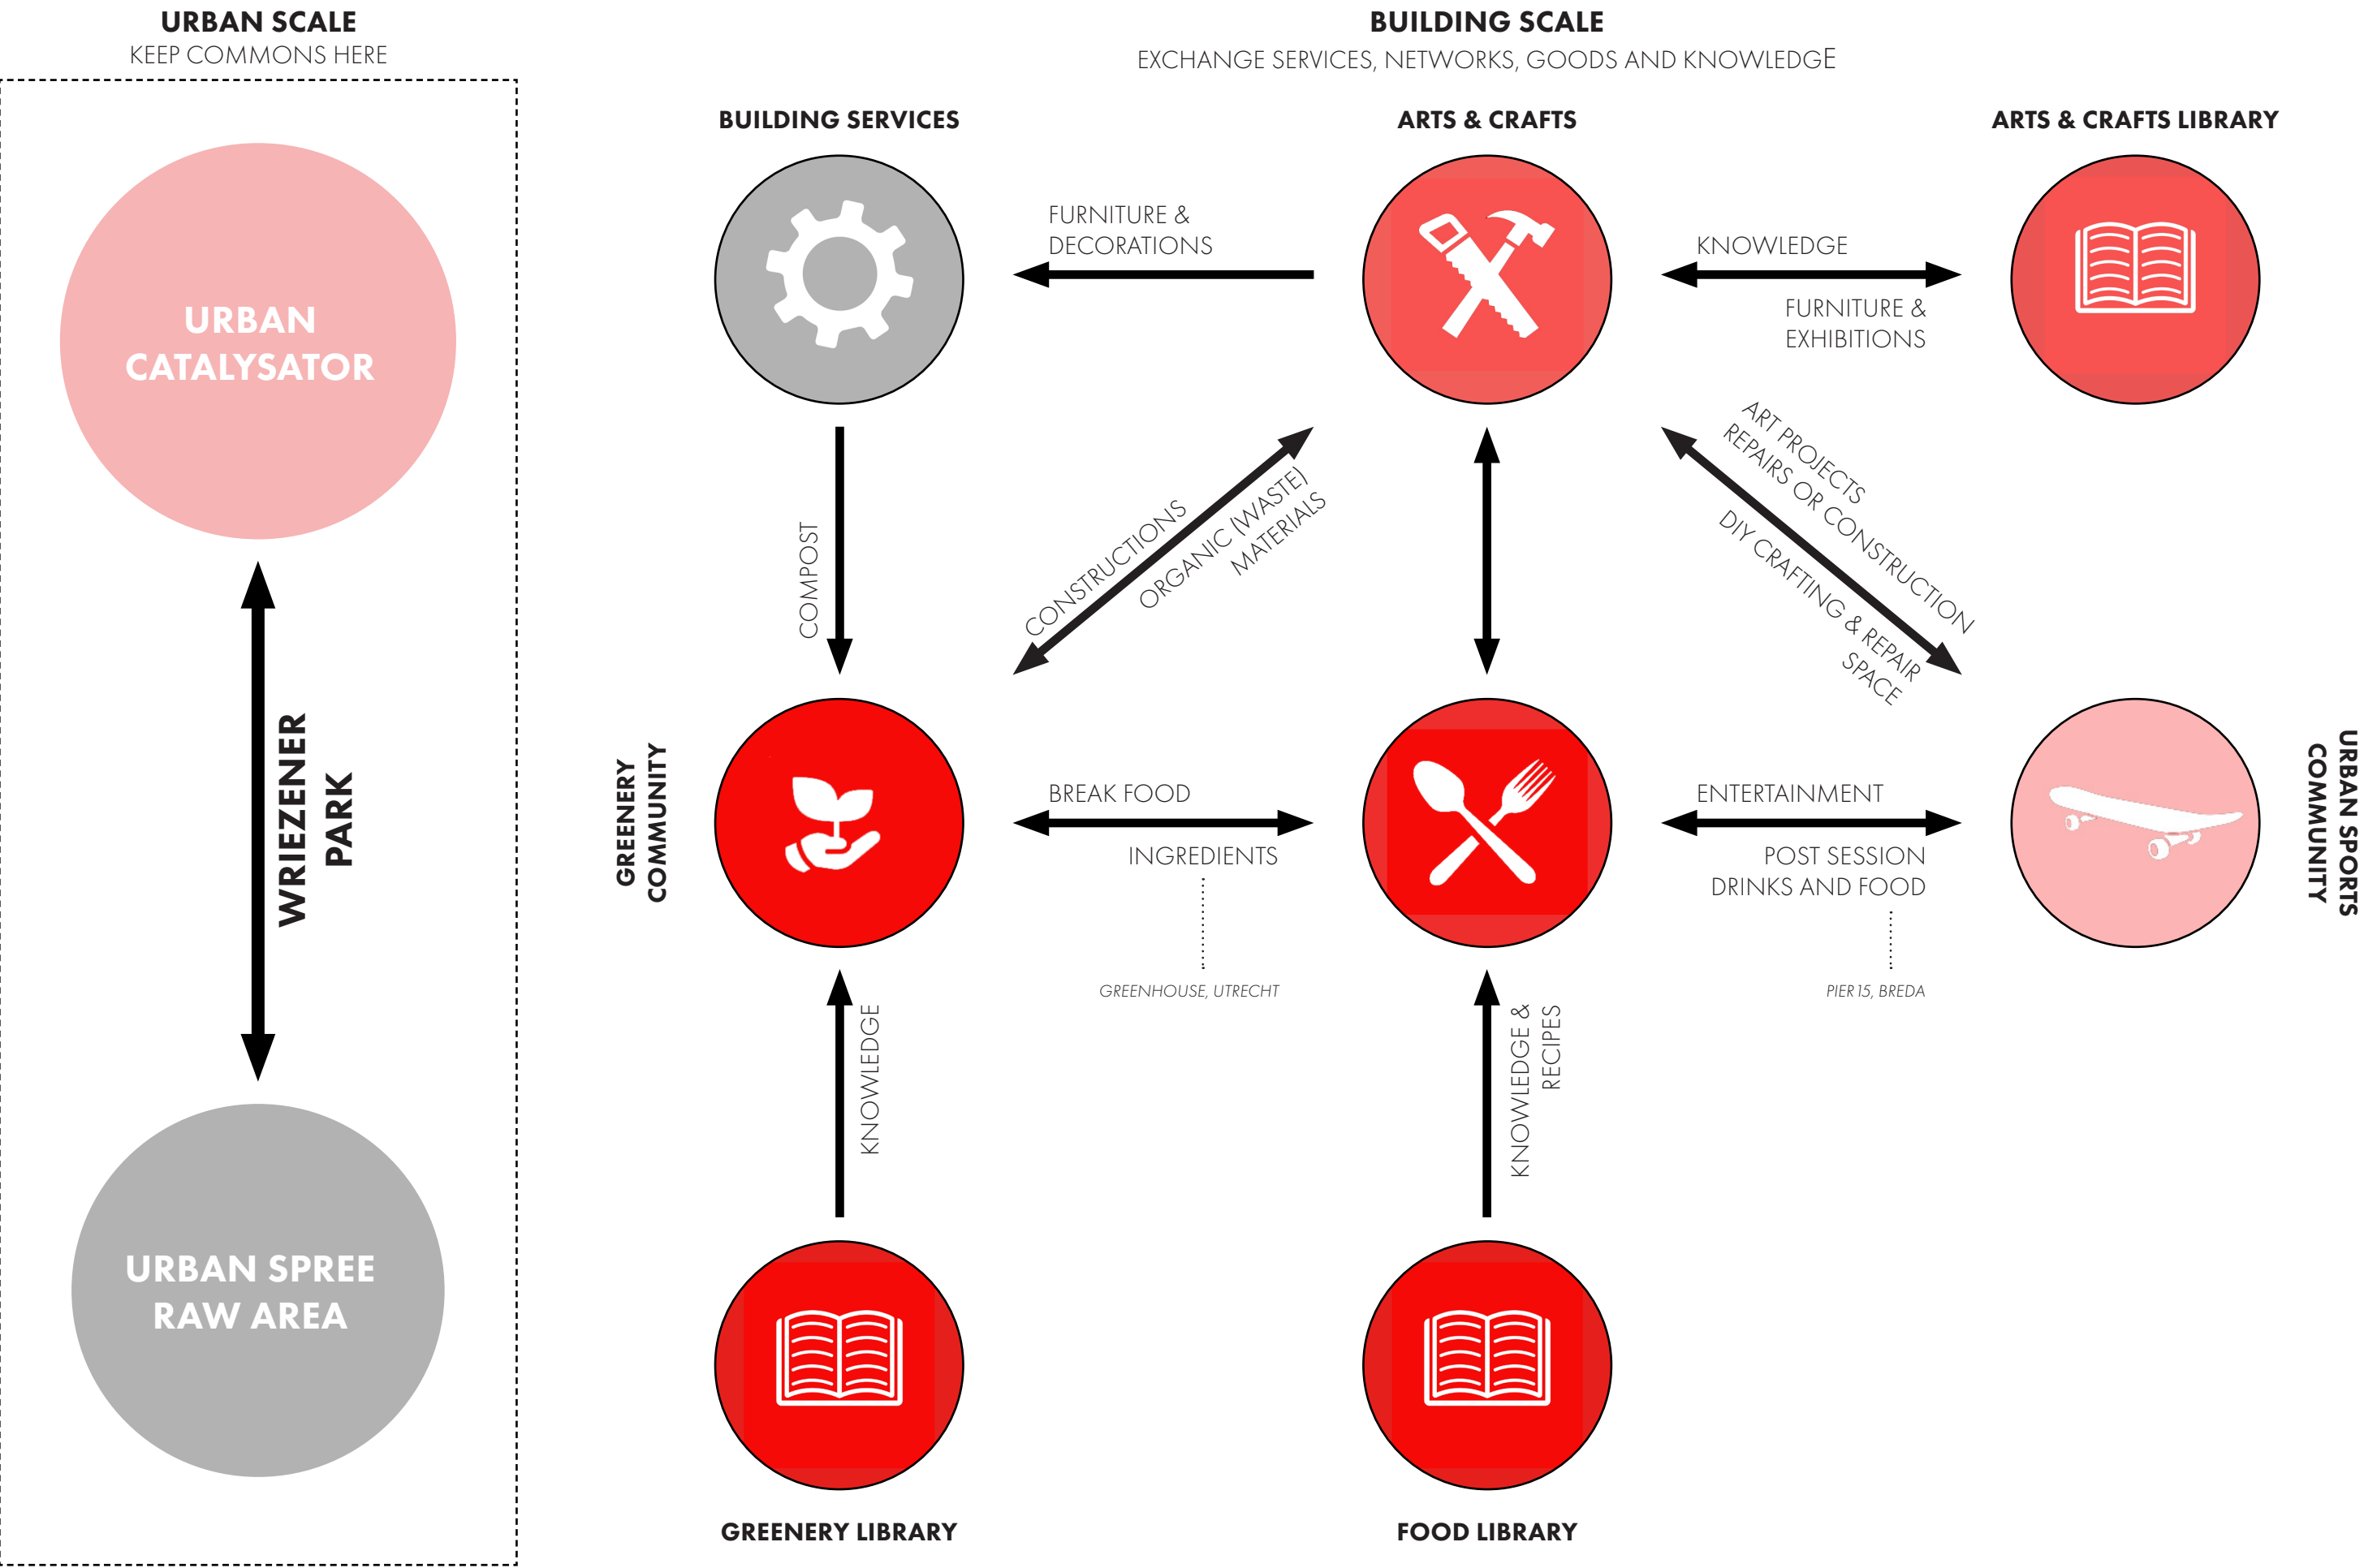 URBAN SCALE
KEEP COMMONS HERE
URBAN
CATALYSATOR
WRIEZENER
PARK
URBAN SPREE
RAW AREA
BUILDING SCALE
EXCHANGE SERVICES, NETWORKS, GOODS AND KNOWLEDGE
BUILDING SERVICES
ARTS & CRAFTS
ARTS & CRAFTS LIBRARY
FURNITURE &
DECORATIONS
KNOWLEDGE
FURNITURE &
EXHIBITIONS
COMPOST
CONSTRUCTIONS
ORGANIC (WASTE)
MATERIALS
ART PROJECTS
REPAIRS OR CONSTRUCTION
DIY CRAFTING & REPAIR
SPACE
GREENERY
COMMUNITY
BREAK FOOD
INGREDIENTS
GREENHOUSE, UTRECHT
ENTERTAINMENT
POST SESSION
DRINKS AND FOOD
PIER 15, BREDA
URBAN SPORTS
COMMUNITY
KNOWLEDGE
KNOWLEDGE &
RECIPES
GREENERY LIBRARY
FOOD LIBRARY